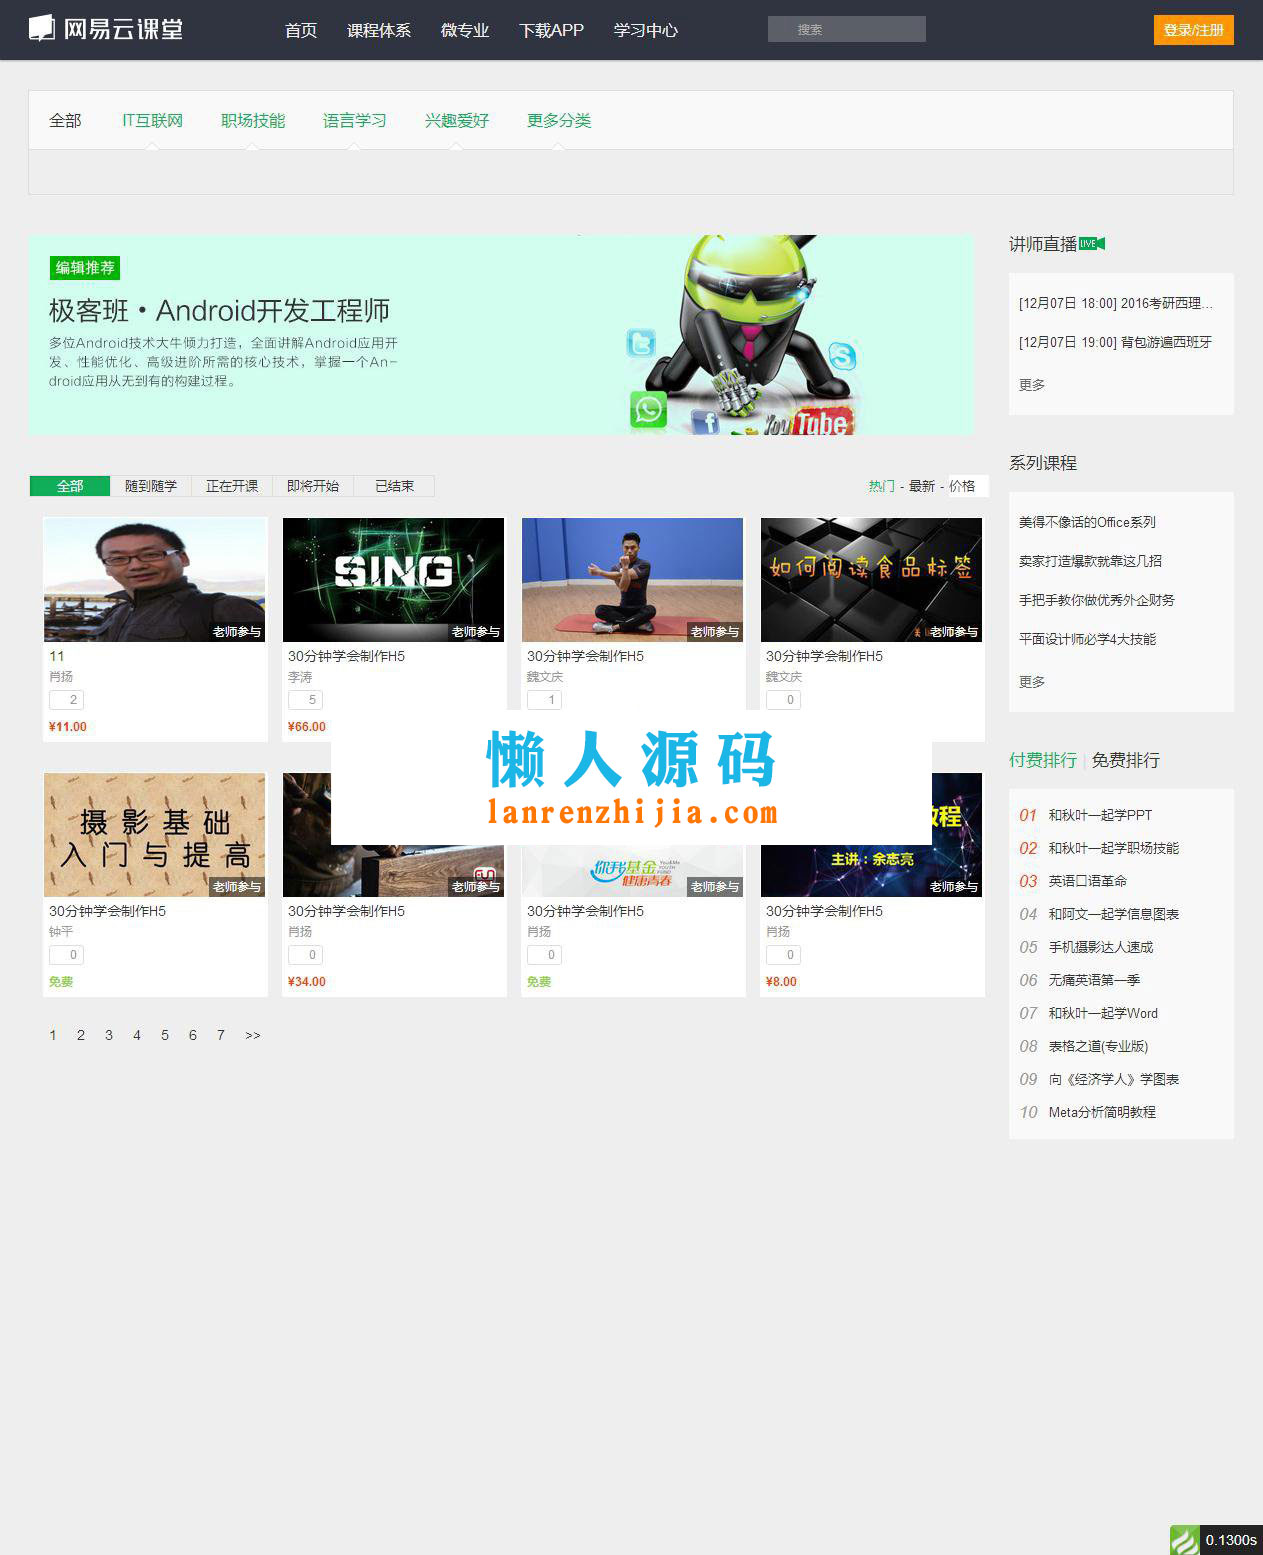 网易云课堂 首页 课程体系 微专业 下载APP 学习中心 搜索 登录/注册
全部 IT互联网 职场技能 语言学习 兴趣爱好 更多分类
编辑推荐
极客班·Android开发工程师
多位Android技术大牛倾力打造，全面讲解Android应用开
发、性能优化、高级进阶所需的核心技术，掌握一个An-
droid应用从无到有的构建过程。
You Tube
讲师直播 LIVE
[12月07日 18:00] 2016考研西理...
[12月07日 19:00] 背包游遍西班牙
更多
全部 随到随学 正在开课 即将开始 已结束
热门 - 最新 - 价格
老师参与
11
肖扬
2
¥11.00
SING
老师参与
30分钟学会制作H5
李涛
5
¥66.00
老师参与
30分钟学会制作H5
魏文庆
1
如何阅读食品标签
老师参与
30分钟学会制作H5
魏文庆
0
懒人源码
lanrenzhijia.com
摄影基础
入门与提高
老师参与
30分钟学会制作H5
钟平
0
免费
老师参与
30分钟学会制作H5
肖扬
0
¥34.00
你我基金
健康青春
老师参与
30分钟学会制作H5
肖扬
0
免费
教程
主讲：余志亮
老师参与
30分钟学会制作H5
肖扬
0
¥8.00
1 2 3 4 5 6 7 >>
系列课程
美得不像话的Office系列
卖家打造爆款就靠这几招
手把手教你做优秀外企财务
平面设计师必学4大技能
更多
付费排行 | 免费排行
01 和秋叶一起学PPT
02 和秋叶一起学职场技能
03 英语口语革命
04 和阿文一起学信息图表
05 手机摄影达人速成
06 无痛英语第一季
07 和秋叶一起学Word
08 表格之道(专业版)
09 向《经济学人》学图表
10 Meta分析简明教程
0.1300s